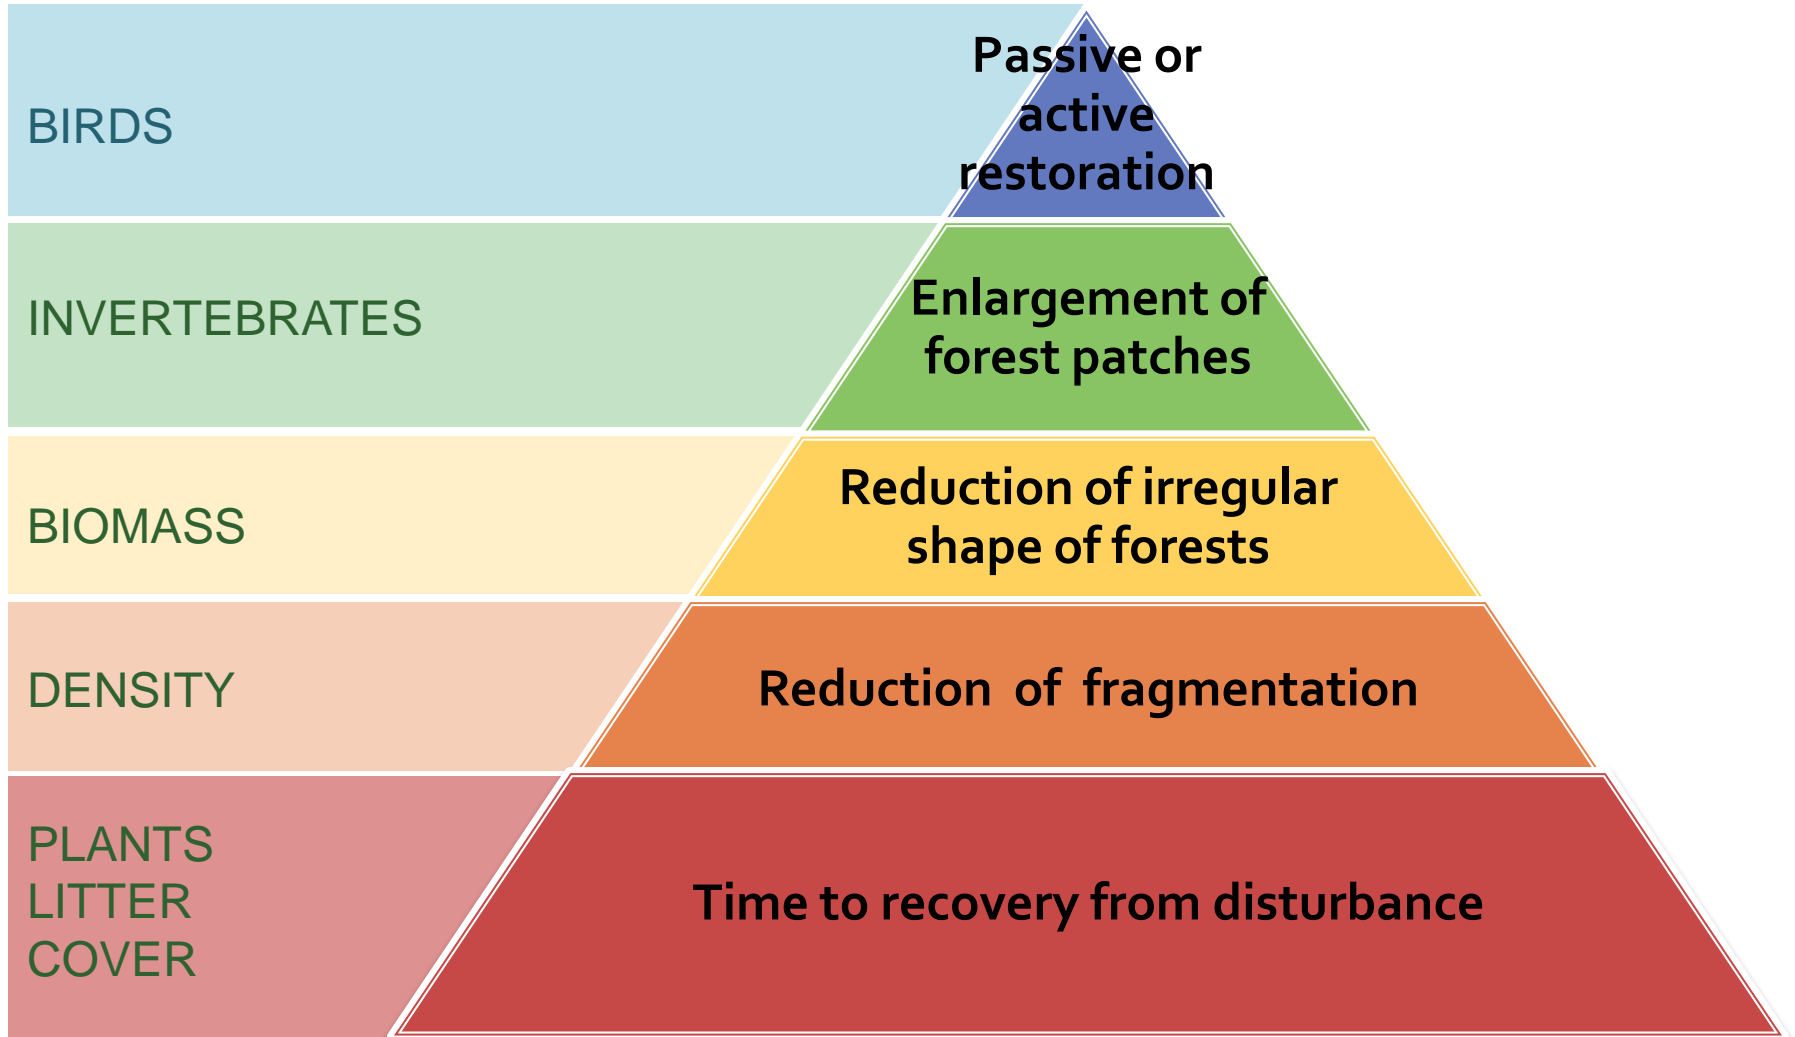 BIRDS
Passive or
active
restoration
INVERTEBRATES
Enlargement of
forest patches
BIOMASS
Reduction of irregular
shape of forests
DENSITY
Reduction of fragmentation
PLANTS
LITTER
COVER
Time to recovery from disturbance